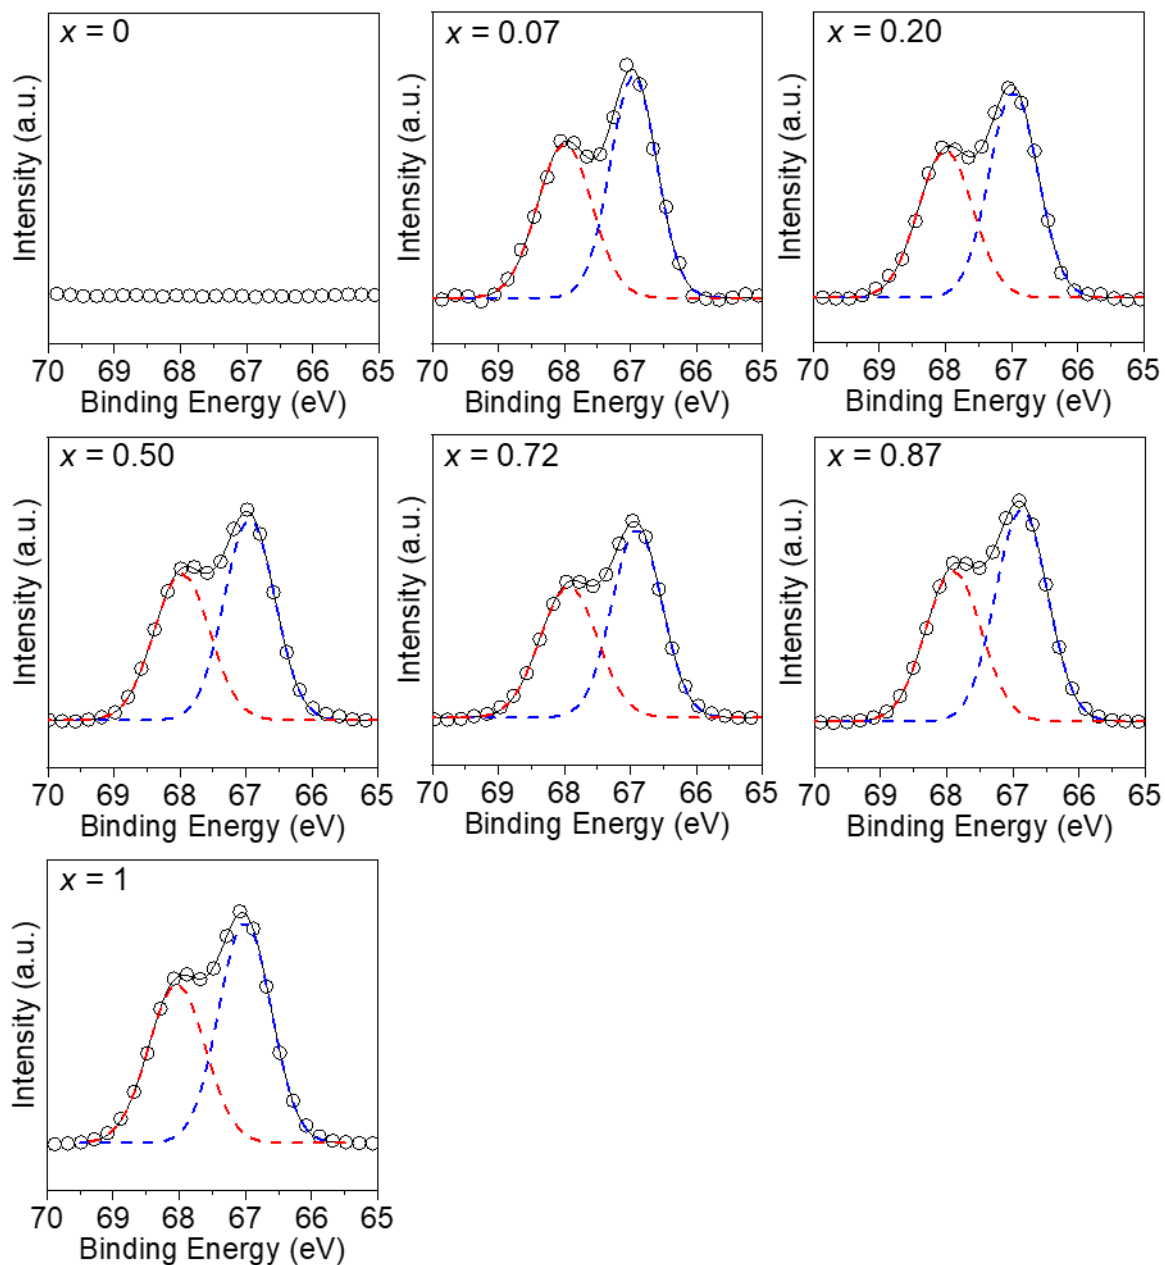 x = 0
Intensity (a.u.)
70 69 68 67 66 65
Binding Energy (eV)
x = 0.07
Intensity (a.u.)
70 69 68 67 66 65
Binding Energy (eV)
x = 0.20
Intensity (a.u.)
70 69 68 67 66 65
Binding Energy (eV)
x = 0.50
Intensity (a.u.)
70 69 68 67 66 65
Binding Energy (eV)
x = 0.72
Intensity (a.u.)
70 69 68 67 66 65
Binding Energy (eV)
x = 0.87
Intensity (a.u.)
70 69 68 67 66 65
Binding Energy (eV)
x = 1
Intensity (a.u.)
70 69 68 67 66 65
Binding Energy (eV)